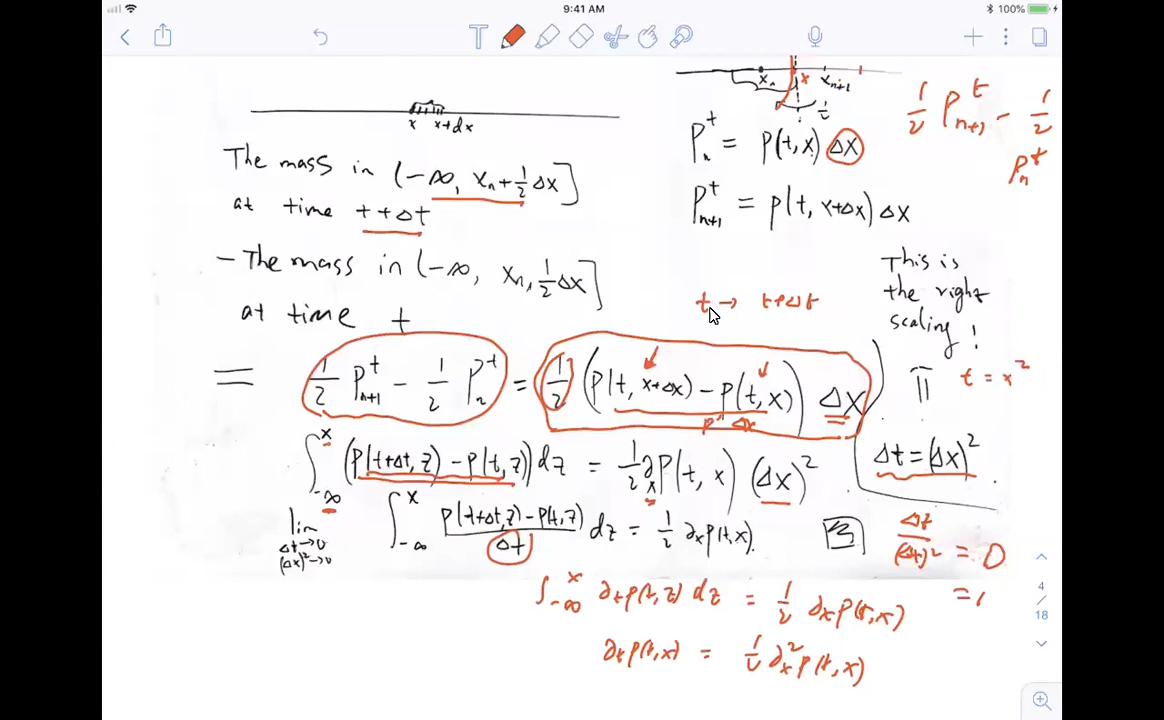 9:41 AM
100%
x x+dx
The mass in (-∞, xₙ+½Δx]
at time t+Δt
- The mass in (-∞, xₙ,½Δx]
at time t
xₙ x xₙ₊₁
½
Pₙᵗ = p(t,x) Δx
Pₙ₊₁ᵗ = p(t, x+Δx) Δx
½ Pₙ₊₁ᵗ - ½
Pₙᵗ
This is
the right
scaling!
t → t+Δt
t = x²
= ½ Pₙ₊₁ᵗ - ½ Pₙᵗ = ½ (p(t, x+Δx) - p(t, x)) Δx
Δx
Δt = (Δx)²
∫₋∞ˣ (p(t+Δt, z) - p(t, z)) dz = ½ ∂ₓp(t, x) (Δx)²
lim Δt→0 (Δx)²→0 ∫₋∞ˣ (p(t+Δt, z) - p(t, z))/Δt dz = ½ ∂ₓp(t,x).
Δt/(Δx)² = 0
= 1
∫₋∞ˣ ∂ₜp(t, z) dz = ½ ∂ₓp(t, x)
∂ₜp(t,x) = ½ ∂ₓ²p(t, x)
4
/
18